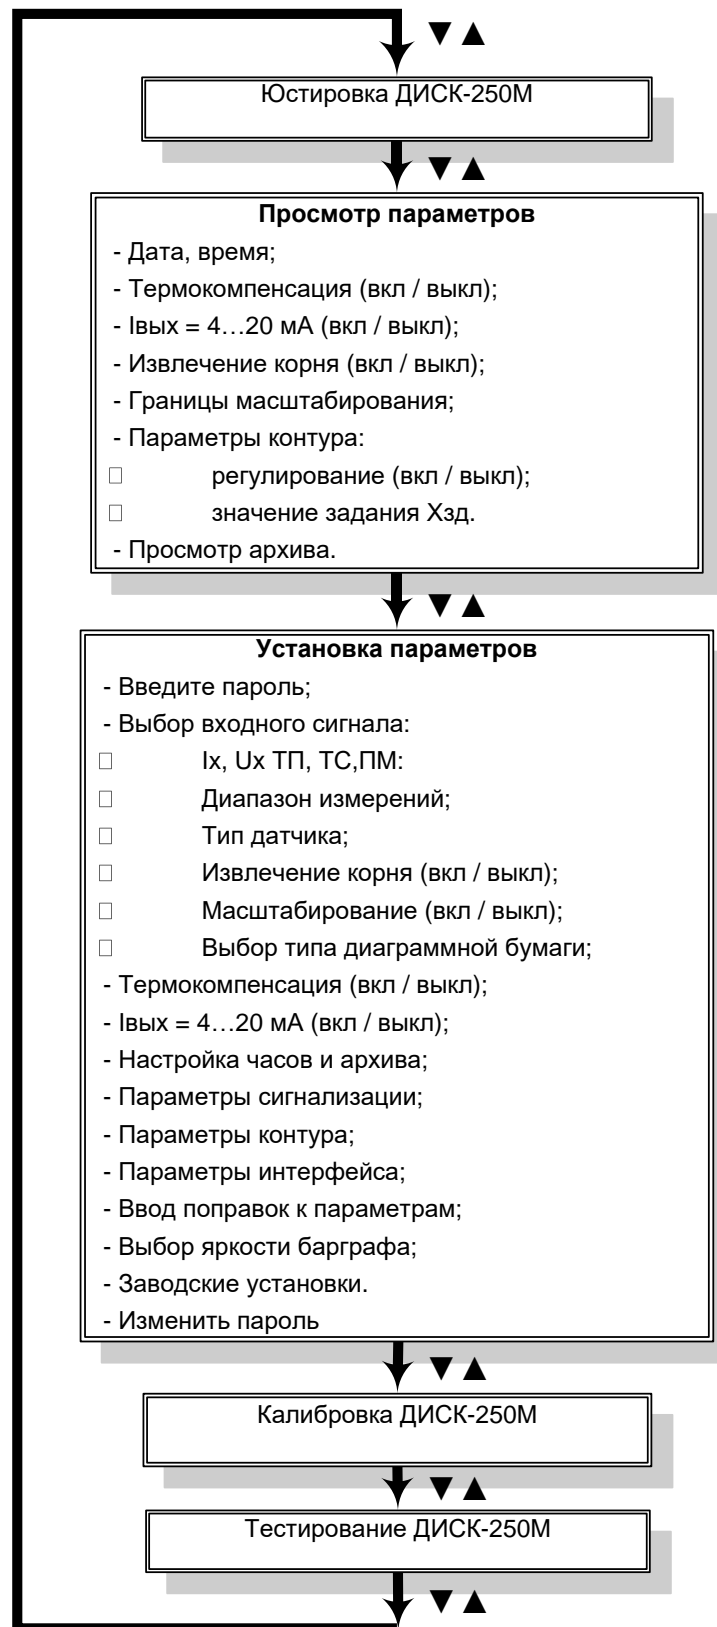 ▼ ▲
Юстировка ДИСК-250М
▼ ▲
Просмотр параметров
- Дата, время;
- Термокомпенсация (вкл / выкл);
- Iвых = 4…20 мА (вкл / выкл);
- Извлечение корня (вкл / выкл);
- Границы масштабирования;
- Параметры контура:
□ регулирование (вкл / выкл);
□ значение задания Хзд.
- Просмотр архива.
▼ ▲
Установка параметров
- Введите пароль;
- Выбор входного сигнала:
□ Iх, Uх ТП, ТС,ПМ:
□ Диапазон измерений;
□ Тип датчика;
□ Извлечение корня (вкл / выкл);
□ Масштабирование (вкл / выкл);
□ Выбор типа диаграммной бумаги;
- Термокомпенсация (вкл / выкл);
- Iвых = 4…20 мА (вкл / выкл);
- Настройка часов и архива;
- Параметры сигнализации;
- Параметры контура;
- Параметры интерфейса;
- Ввод поправок к параметрам;
- Выбор яркости барграфа;
- Заводские установки.
- Изменить пароль
▼ ▲
Калибровка ДИСК-250М
▼ ▲
Тестирование ДИСК-250М
▼ ▲